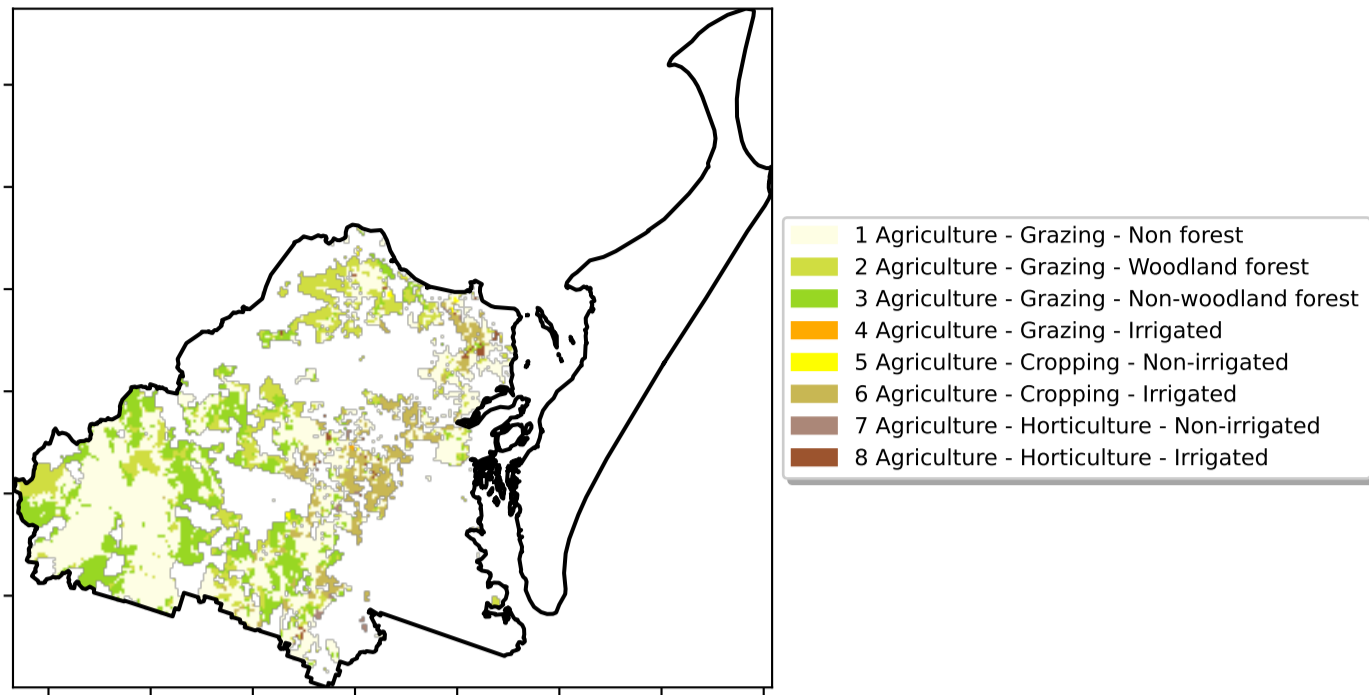 1 Agriculture - Grazing - Non forest
2 Agriculture - Grazing - Woodland forest
3 Agriculture - Grazing - Non-woodland forest
4 Agriculture - Grazing - Irrigated
5 Agriculture - Cropping - Non-irrigated
6 Agriculture - Cropping - Irrigated
7 Agriculture - Horticulture - Non-irrigated
8 Agriculture - Horticulture - Irrigated